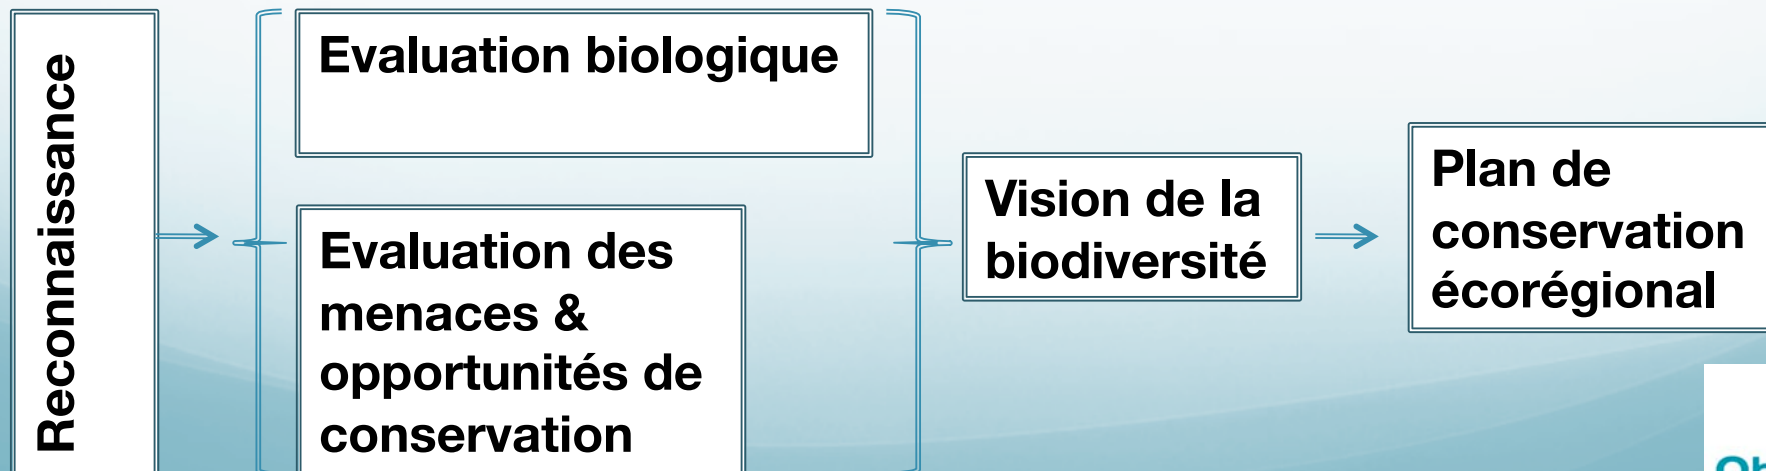 Reconnaissance
Evaluation biologique
Evaluation des
menaces &
opportunités de
conservation
Vision de la
biodiversité
Plan de
conservation
écorégional